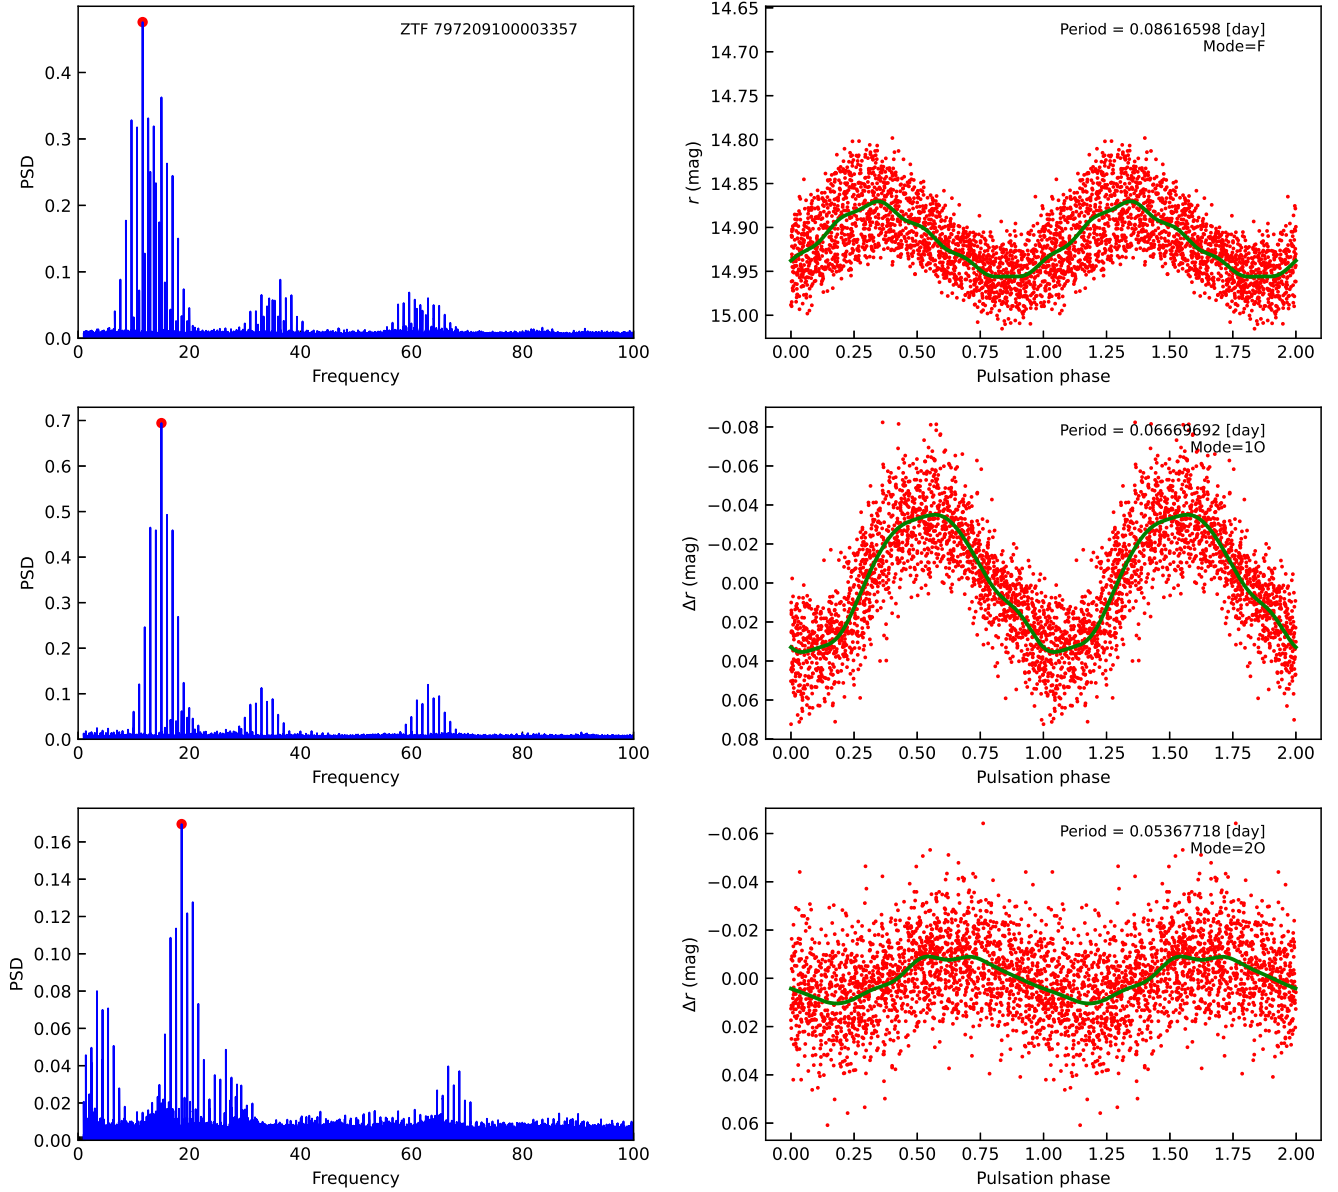 ZTF 797209100003357
PSD
0.4
0.3
0.2
0.1
0.0
0 20 40 60 80 100
Frequency
Period = 0.08616598 [day]
Mode=F
r (mag)
14.65
14.70
14.75
14.80
14.85
14.90
14.95
15.00
0.00 0.25 0.50 0.75 1.00 1.25 1.50 1.75 2.00
Pulsation phase
PSD
0.7
0.6
0.5
0.4
0.3
0.2
0.1
0.0
0 20 40 60 80 100
Frequency
Period = 0.06669692 [day]
Mode=1O
Δr (mag)
−0.08
−0.06
−0.04
−0.02
0.00
0.02
0.04
0.06
0.08
0.00 0.25 0.50 0.75 1.00 1.25 1.50 1.75 2.00
Pulsation phase
PSD
0.16
0.14
0.12
0.10
0.08
0.06
0.04
0.02
0.00
0 20 40 60 80 100
Frequency
Period = 0.05367718 [day]
Mode=2O
Δr (mag)
−0.06
−0.04
−0.02
0.00
0.02
0.04
0.06
0.00 0.25 0.50 0.75 1.00 1.25 1.50 1.75 2.00
Pulsation phase